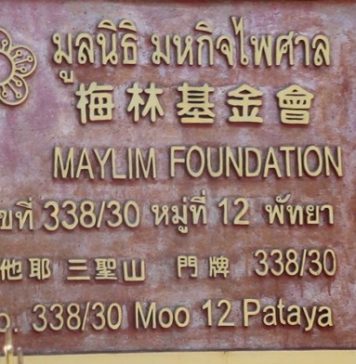 มูลนิธิ มหกิจไพศาล
梅林基金會
MAYLIM FOUNDATION
338/30 หมู่ที่ 12 พัทยา
他耶 三聖山 門牌 338/30
338/30 Moo 12 Pataya